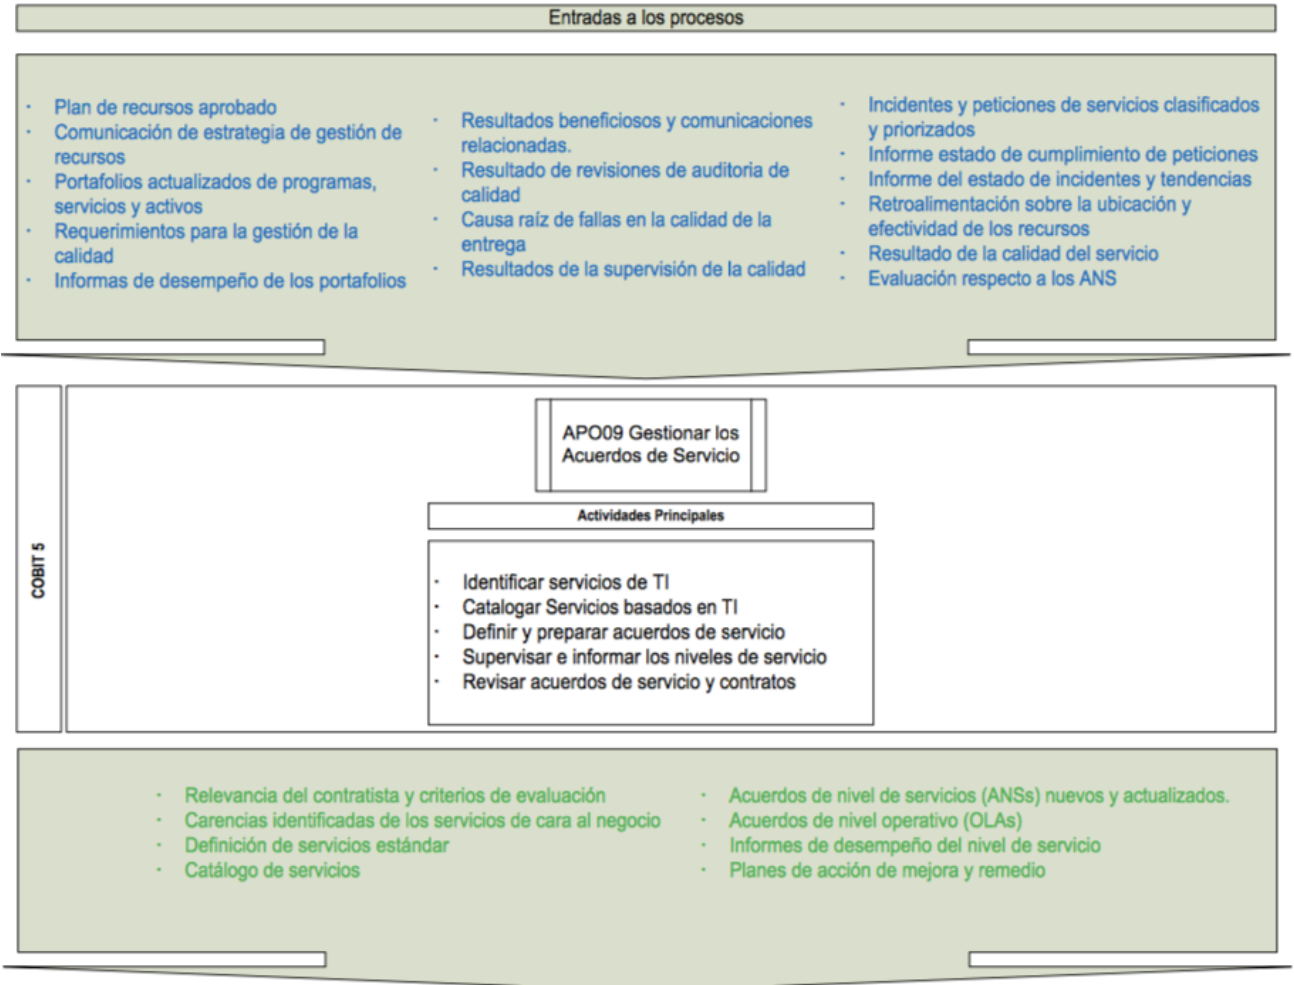 Entradas a los procesos
· Plan de recursos aprobado
· Comunicación de estrategia de gestión de
recursos
· Portafolios actualizados de programas,
servicios y activos
· Requerimientos para la gestión de la
calidad
· Informas de desempeño de los portafolios
· Resultados beneficiosos y comunicaciones
relacionadas.
· Resultado de revisiones de auditoria de
calidad
· Causa raíz de fallas en la calidad de la
entrega
· Resultados de la supervisión de la calidad
· Incidentes y peticiones de servicios clasificados
y priorizados
· Informe estado de cumplimiento de peticiones
· Informe del estado de incidentes y tendencias
· Retroalimentación sobre la ubicación y
efectividad de los recursos
· Resultado de la calidad del servicio
· Evaluación respecto a los ANS
COBIT 5
APO09 Gestionar los
Acuerdos de Servicio
Actividades Principales
· Identificar servicios de TI
· Catalogar Servicios basados en TI
· Definir y preparar acuerdos de servicio
· Supervisar e informar los niveles de servicio
· Revisar acuerdos de servicio y contratos
· Relevancia del contratista y criterios de evaluación
· Carencias identificadas de los servicios de cara al negocio
· Definición de servicios estándar
· Catálogo de servicios
· Acuerdos de nivel de servicios (ANSs) nuevos y actualizados.
· Acuerdos de nivel operativo (OLAs)
· Informes de desempeño del nivel de servicio
· Planes de acción de mejora y remedio